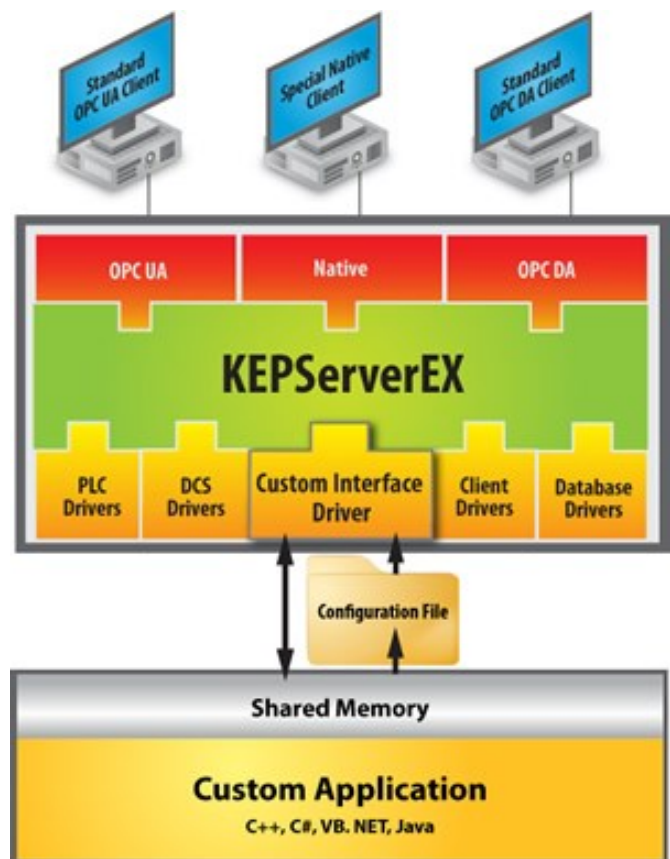 Standard
OPC UA Client
Special Native
Client
Standard
OPC DA Client
OPC UA
Native
OPC DA
KEPServerEX
PLC
Drivers
DCS
Drivers
Custom Interface
Driver
Client
Drivers
Database
Drivers
Configuration File
Shared Memory
Custom Application
C++, C#, VB. NET, Java